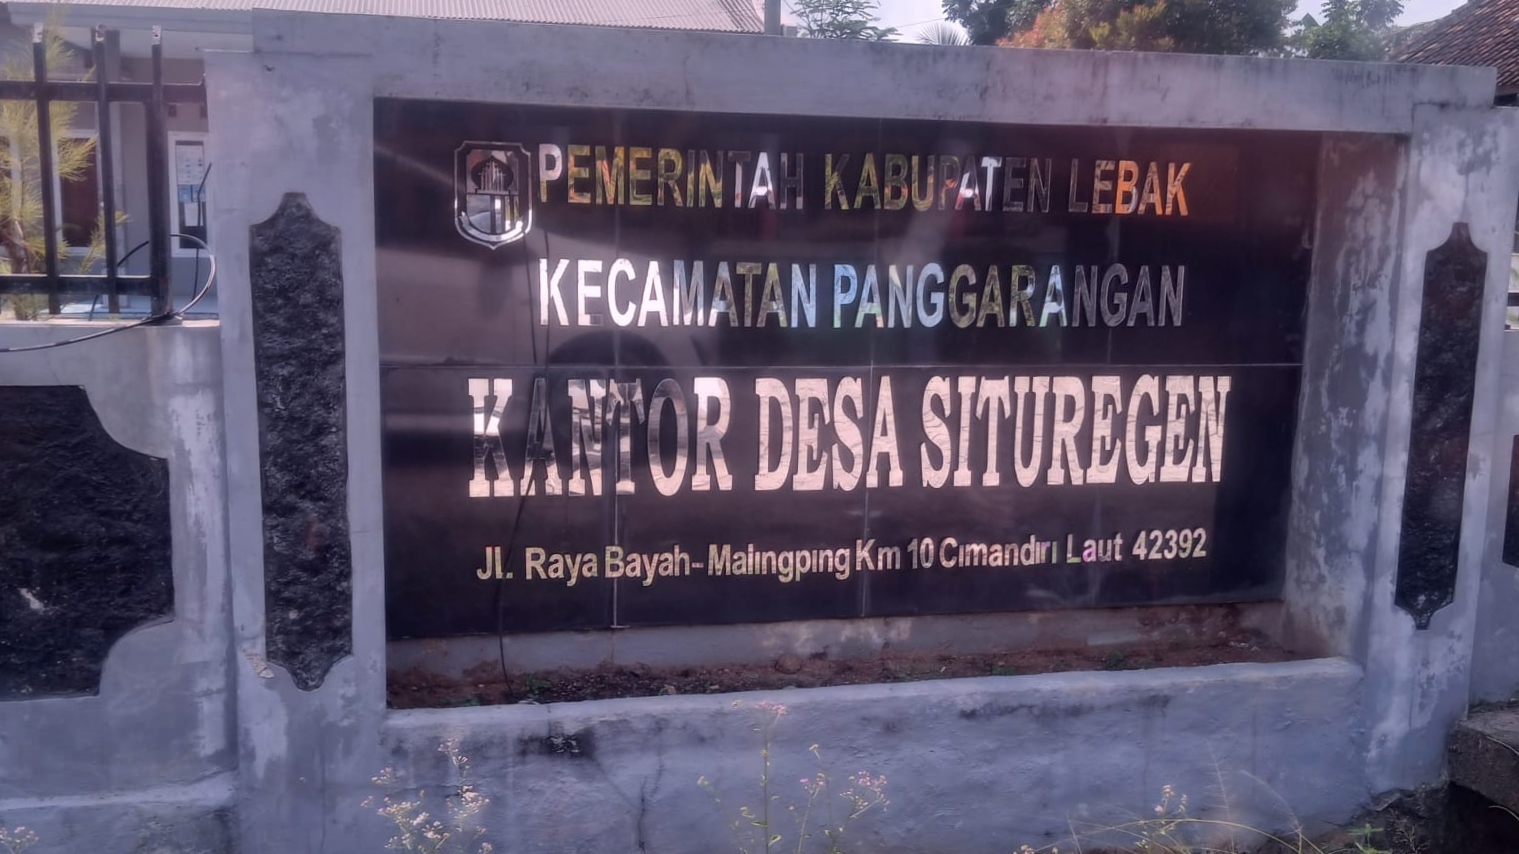 PEMERINTAH KABUPATEN LEBAK
KECAMATAN PANGGARANGAN
KANTOR DESA SITUREGEN
Jl. Raya Bayah-Malingping Km 10 Cimandiri Laut 42392